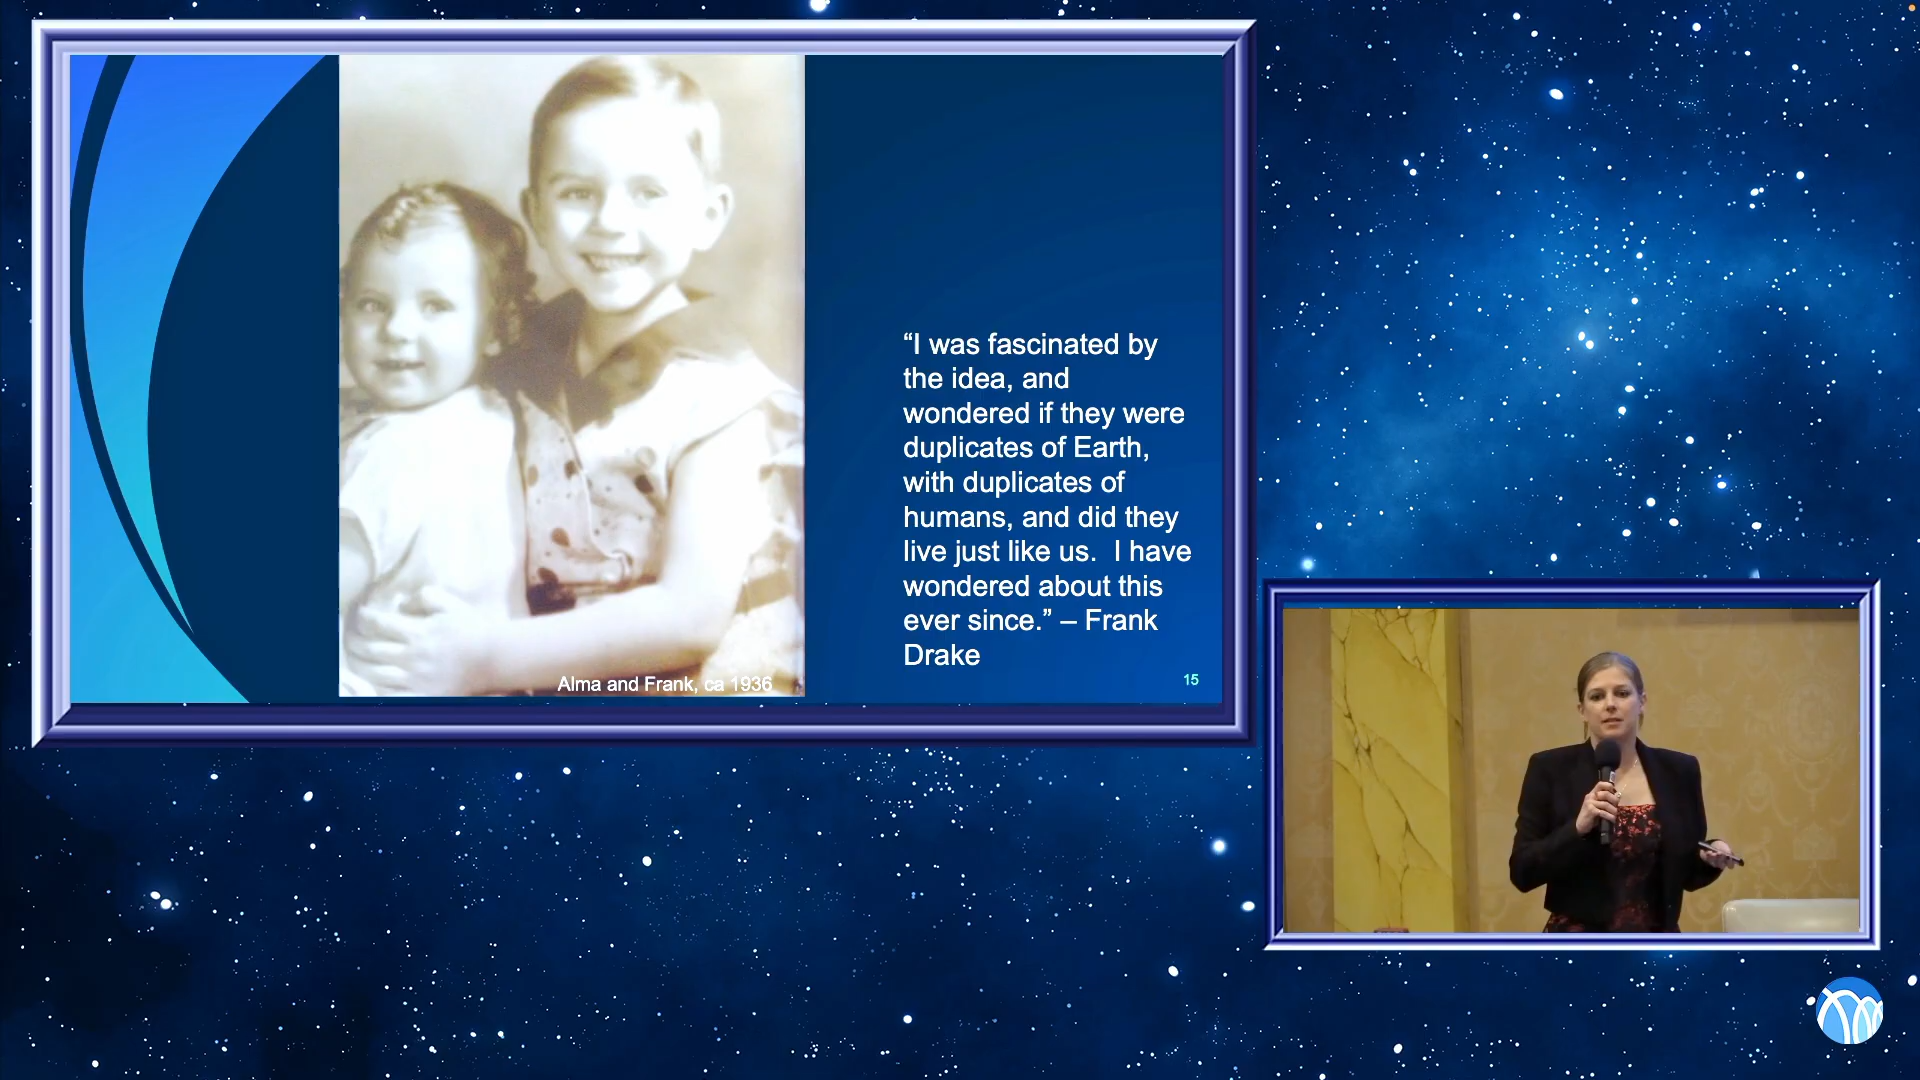 “I was fascinated by
the idea, and
wondered if they were
duplicates of Earth,
with duplicates of
humans, and did they
live just like us.  I have
wondered about this
ever since.” – Frank
Drake
Alma and Frank, ca 1936
15